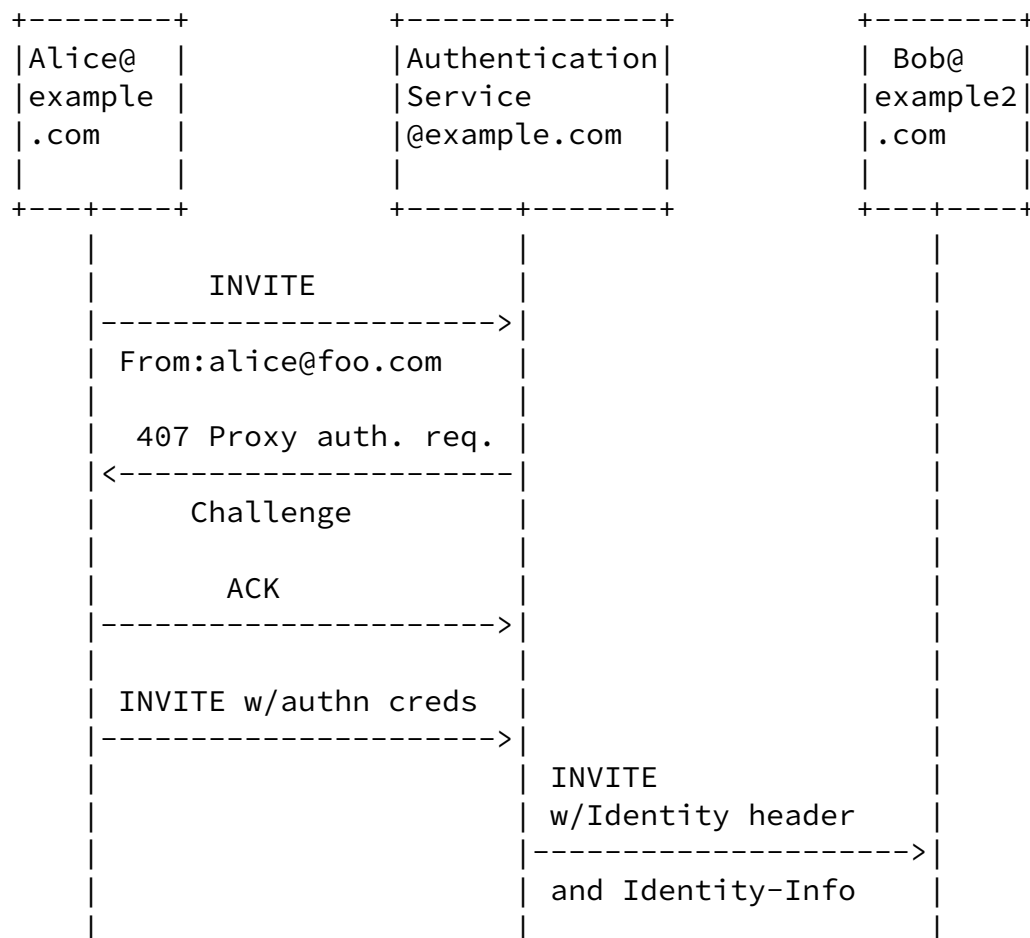 +--------+ +---------------+ +--------+
|Alice@ | |Authentication| | Bob@ |
|example | |Service | |example2|
|.com | |@example.com | |.com |
| | | | | |
+---+----+ +------+-------+ +---+----+
| | |
| INVITE | |
|---------------------->| |
| From:alice@foo.com | |
| | |
| 407 Proxy auth. req. | |
|<----------------------| |
| Challenge | |
| | |
| ACK | |
|---------------------->| |
| | |
| INVITE w/authn creds | |
|---------------------->| |
| | INVITE |
| | w/Identity header |
| |--------------------->|
| | and Identity-Info |
| | |